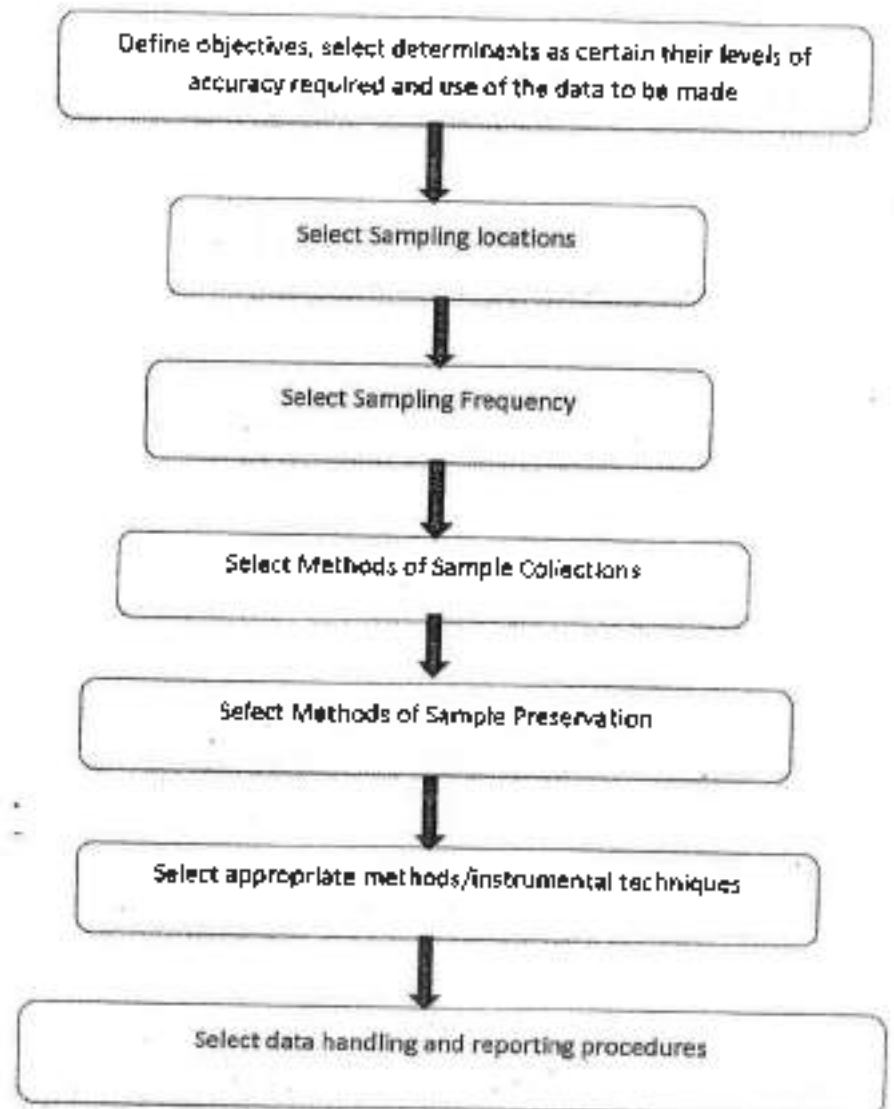 Define objectives, select determinants as certain their levels of
accuracy required and use of the data to be made
Select Sampling locations
Select Sampling Frequency
Select Methods of Sample Collections
Select Methods of Sample Preservation
Select appropriate methods/instrumental techniques
Select data handling and reporting procedures